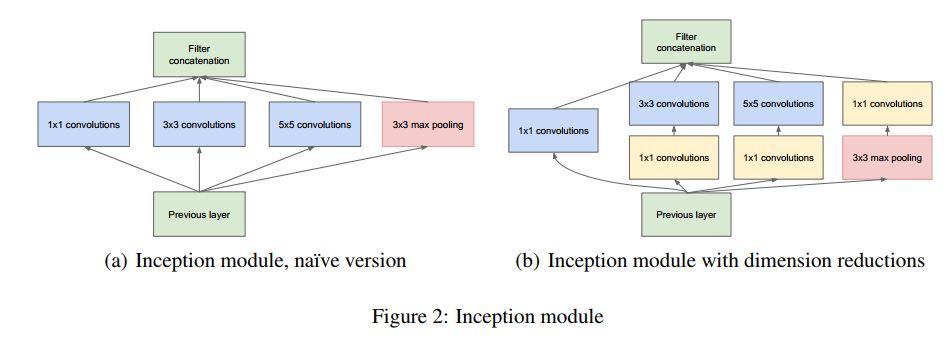 Filter
concatenation
1x1 convolutions
3x3 convolutions
5x5 convolutions
3x3 max pooling
Previous layer
(a) Inception module, naïve version
Filter
concatenation
3x3 convolutions
5x5 convolutions
1x1 convolutions
1x1 convolutions
1x1 convolutions
1x1 convolutions
3x3 max pooling
Previous layer
(b) Inception module with dimension reductions
Figure 2: Inception module